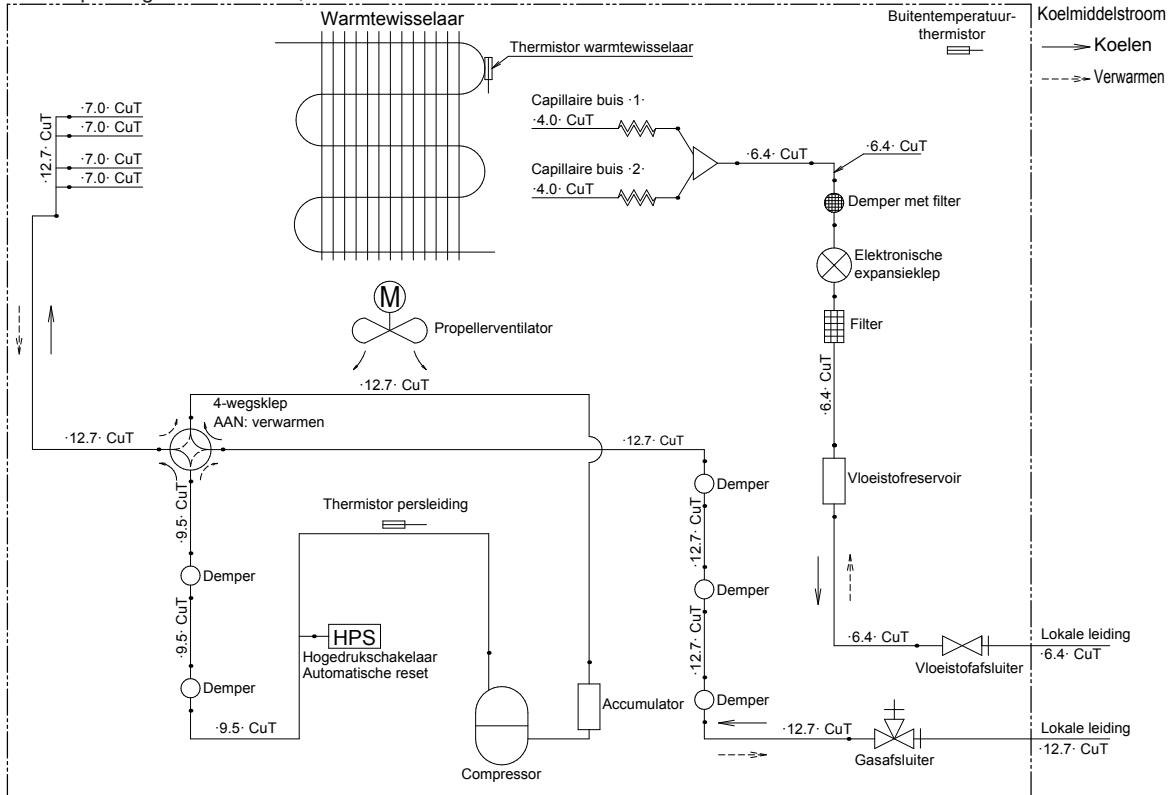 Warmtewisselaar
Buitentemperatuur-
thermistor
Koelmiddelstroom
Koelen
Verwarmen
Thermistor warmtewisselaar
·7.0· CuT
·7.0· CuT
·7.0· CuT
·7.0· CuT
·12.7· CuT
Capillaire buis ·1·
·4.0· CuT
Capillaire buis ·2·
·4.0· CuT
·6.4· CuT
·6.4· CuT
Demper met filter
Elektronische
expansieklep
Filter
·6.4· CuT
M
Propellerventilator
·12.7· CuT
4-wegsklep
AAN: verwarmen
·12.7· CuT
·12.7· CuT
Vloeistofreservoir
Demper
·9.5· CuT
Thermistor persleiding
·12.7· CuT
Demper
Demper
·9.5· CuT
HPS
Hogedrukschakelaar
Automatische reset
·12.7· CuT
·6.4· CuT
Vloeistofafsluiter
Lokale leiding
·6.4· CuT
Demper
·9.5· CuT
Compressor
Accumulator
Demper
·12.7· CuT
Gasafsluiter
Lokale leiding
·12.7· CuT